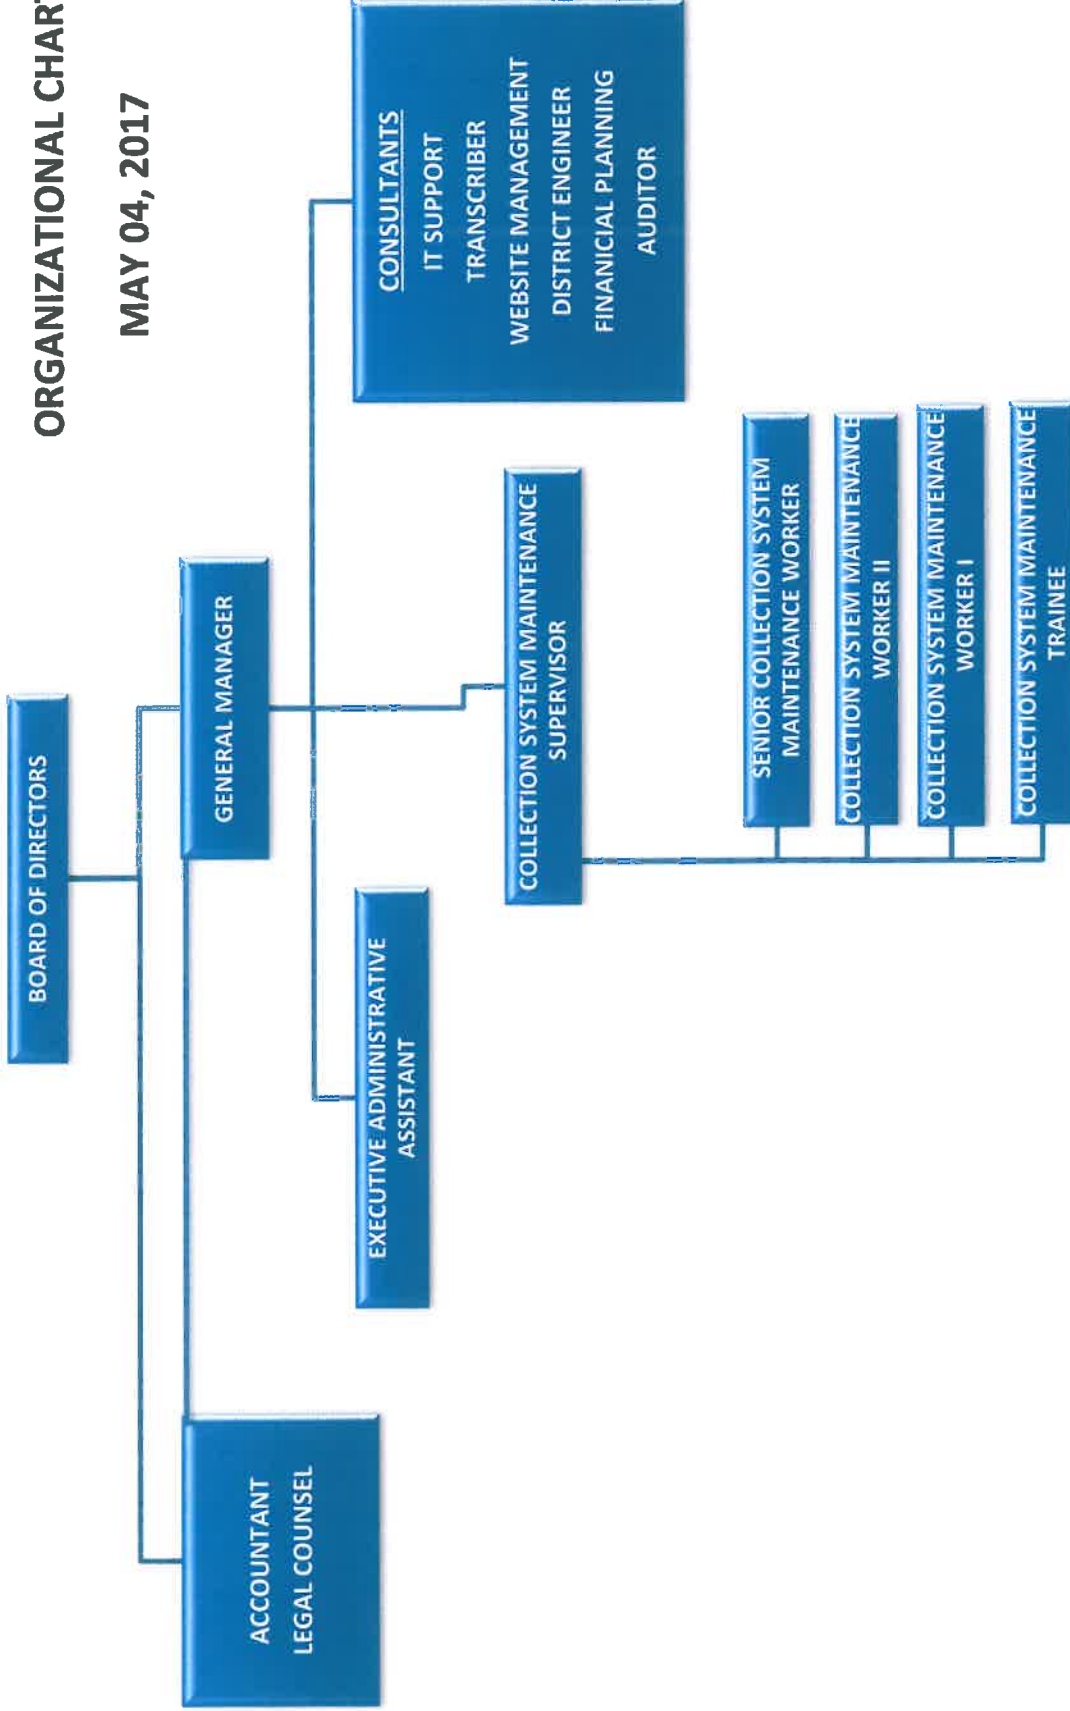 ORGANIZATIONAL CHART
MAY 04, 2017
BOARD OF DIRECTORS
ACCOUNTANT
LEGAL COUNSEL
GENERAL MANAGER
EXECUTIVE ADMINISTRATIVE
ASSISTANT
CONSULTANTS
IT SUPPORT
TRANSCRIBER
WEBSITE MANAGEMENT
DISTRICT ENGINEER
FINANICIAL PLANNING
AUDITOR
COLLECTION SYSTEM MAINTENANCE
SUPERVISOR
SENIOR COLLECTION SYSTEM
MAINTENANCE WORKER
COLLECTION SYSTEM MAINTENANCE
WORKER II
COLLECTION SYSTEM MAINTENANCE
WORKER I
COLLECTION SYSTEM MAINTENANCE
TRAINEE